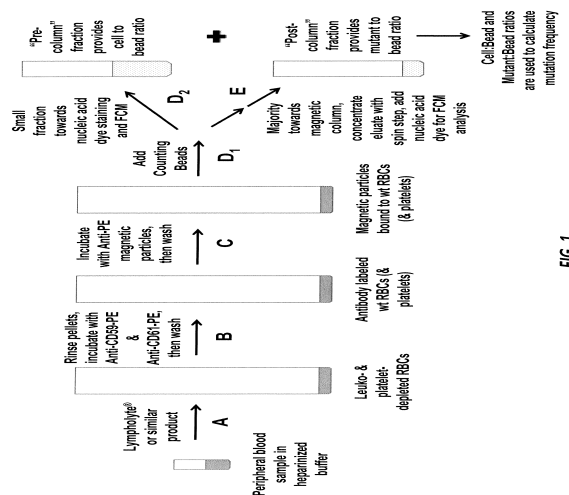 Peripheral blood
sample in
heparinized
buffer
Lympholyte®
or similar
product
A
Leuko- &
platelet-
depleted RBCs
Rinse pellets,
incubate with
Anti-CD59-PE
&
Anti-CD61-PE,
then wash
B
Antibody labeled
wt RBCs (&
platelets)
Incubate
with Anti-PE
magnetic
particles,
then wash
C
Magnetic particles
bound to wt RBCs
(& platelets)
Add
Counting
Beads
D1
Small
fraction
towards
nucleic acid
dye staining
and FCM
D2
"Pre-
column"
fraction
provides
cell to
bead ratio
+
E
Majority
towards
magnetic
column,
concentrate
eluate with
spin step, add
nucleic acid
dye for FCM
analysis
"Post-
column"
fraction
provides
mutant to
bead ratio
Cell:Bead and
Mutant:Bead ratios
are used to calculate
mutation frequency
FIG. 1